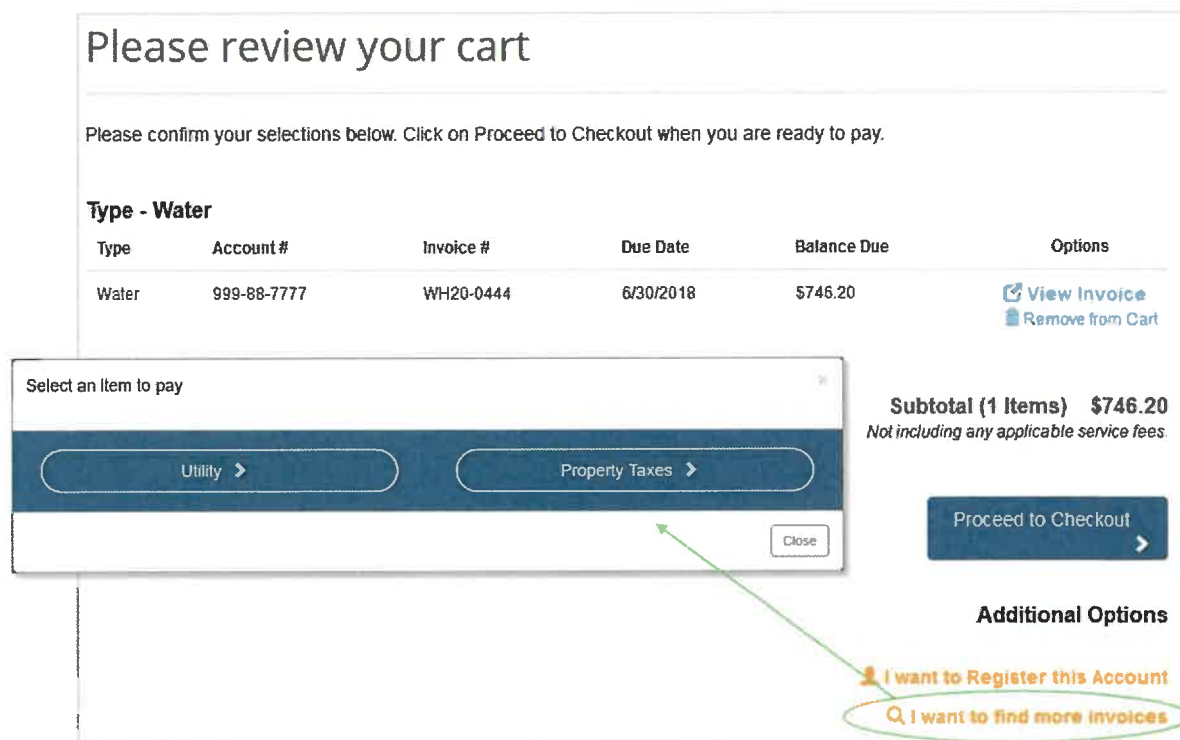 Please review your cart
Please confirm your selections below. Click on Proceed to Checkout when you are ready to pay.
Type - Water
Type Account # Invoice # Due Date Balance Due Options
Water 999-88-7777 WH20-0444 6/30/2018 $746.20 View Invoice
Remove from Cart
Select an Item to pay ×
Utility Property Taxes
Close
Subtotal (1 Items) $746.20
Not including any applicable service fees.
Proceed to Checkout
Additional Options
I want to Register this Account
I want to find more invoices